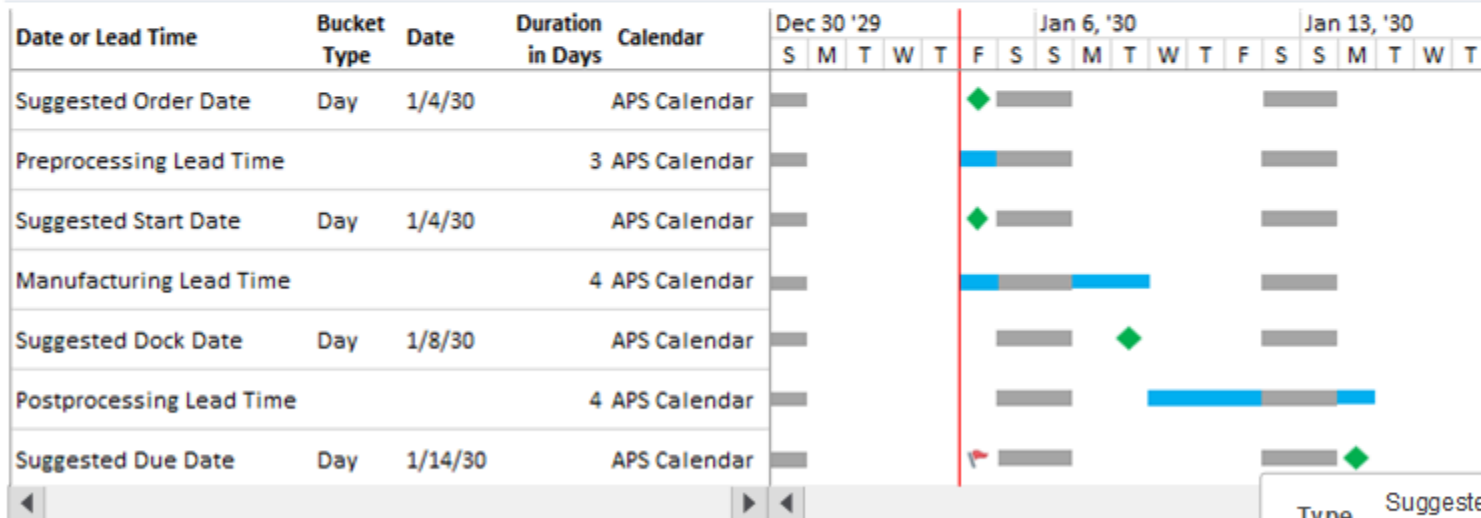 Date or Lead Time Bucket Type Date Duration in Days Calendar Dec 30 '29 Jan 6, '30 Jan 13, '30
S M T W T F S S M T W T F S S M T W T
Suggested Order Date Day 1/4/30 APS Calendar
Preprocessing Lead Time 3 APS Calendar
Suggested Start Date Day 1/4/30 APS Calendar
Manufacturing Lead Time 4 APS Calendar
Suggested Dock Date Day 1/8/30 APS Calendar
Postprocessing Lead Time 4 APS Calendar
Suggested Due Date Day 1/14/30 APS Calendar
Type Suggeste